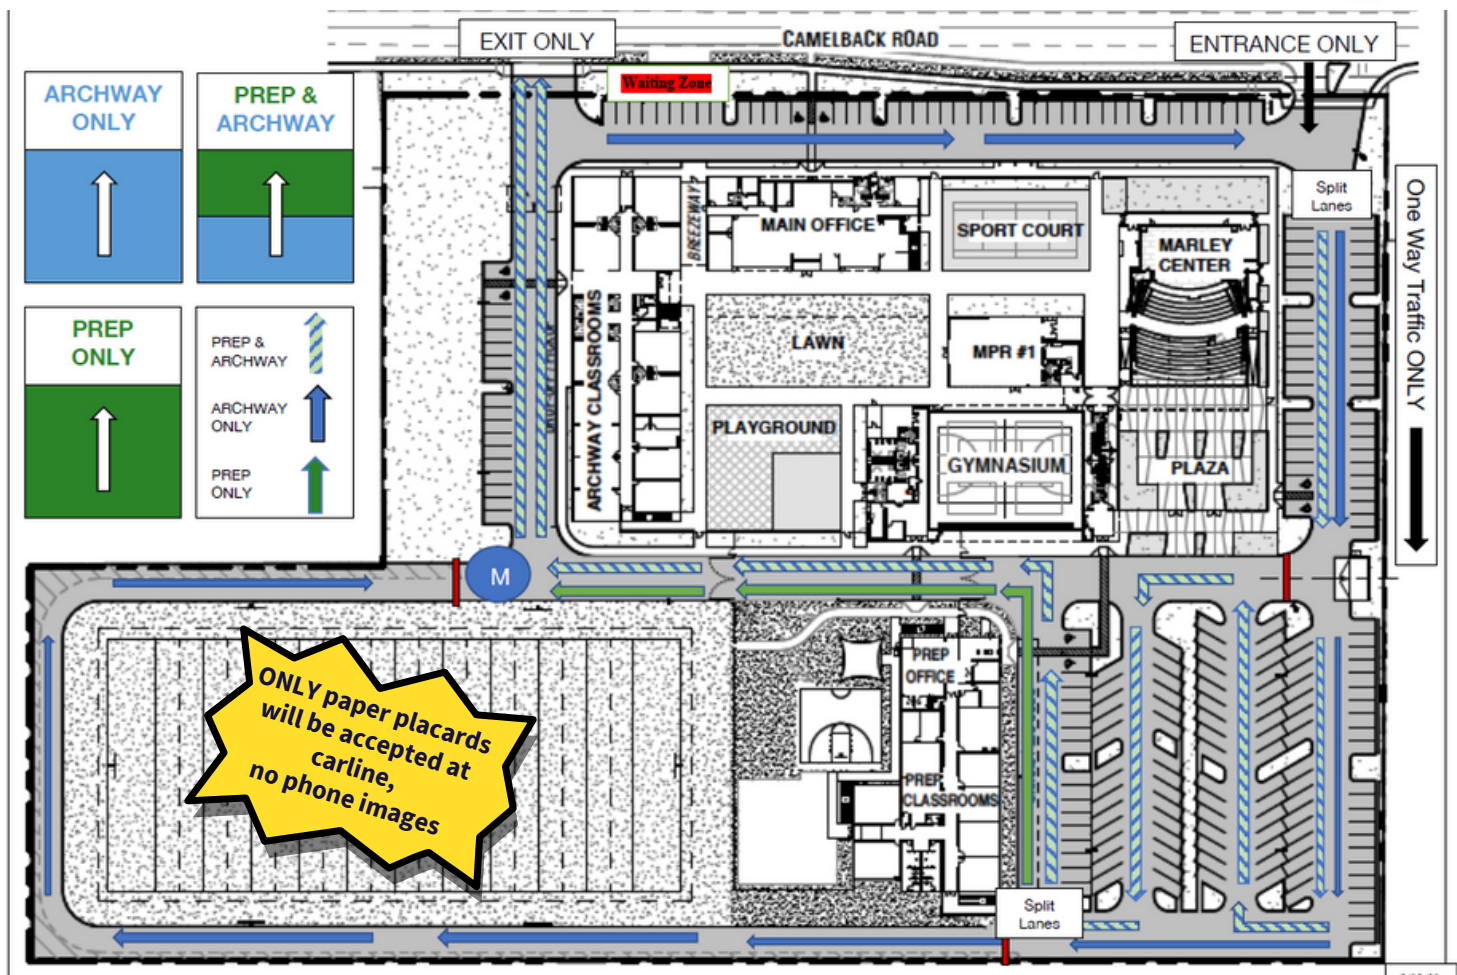 EXIT ONLY
CAMELBACK ROAD
ENTRANCE ONLY
Waiting Zone
ARCHWAY
ONLY
PREP &
ARCHWAY
PREP
ONLY
PREP &
ARCHWAY
ARCHWAY
ONLY
PREP
ONLY
Split
Lanes
One Way Traffic ONLY
BREEZEWAY
MAIN OFFICE
SPORT COURT
MARLEY
CENTER
ARCHWAY CLASSROOMS
LAWN
MPR #1
PLAYGROUND
GYMNASIUM
PLAZA
M
PREP
OFFICE
PREP
CLASSROOMS
ONLY paper placards
will be accepted at
carline,
no phone images
Split
Lanes